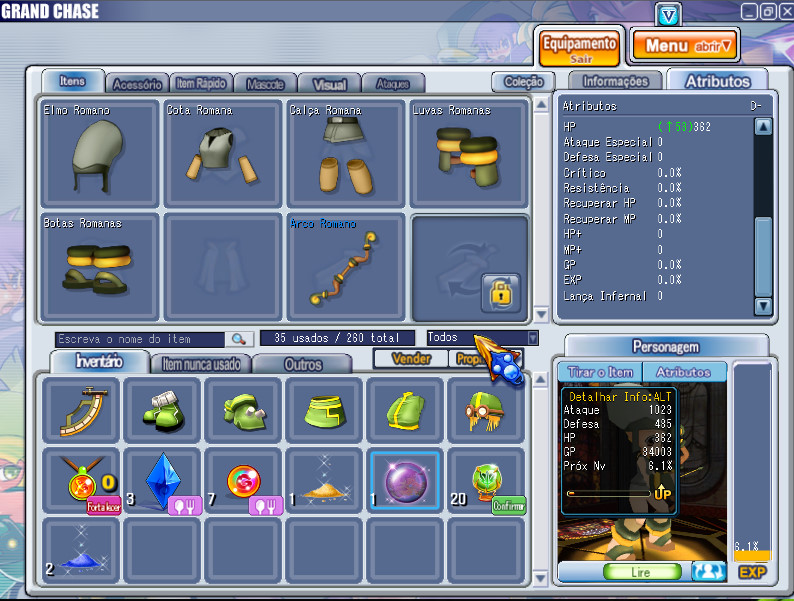 GRAND CHASE
V
Equipamento
Sair
Menu abrir▽
Itens
Acessório
Item Rápido
Mascote
Visual
Ataques
Coleção
Informações
Atributos
Elmo Romano
Cota Romana
Calça Romana
Luvas Romanas
Botas Romanas
Arco Romano
Atributos D-
HP (↑53)362
Ataque Especial 0
Defesa Especial 0
Crítico 0.0%
Resistência 0.0%
Recuperar HP 0.0%
Recuperar MP 0.0%
HP+ 0
MP+ 0
GP 0.0%
EXP 0.0%
Lança Infernal 0
Escreva o nome do item
35 usados / 260 total
Todos
Inventário
Item nunca usado
Outros
Vender
Prop
0
Fortalecer
3
7
1
1
20
Confirmar
2
Personagem
Tirar o Item
Atributos
Detalhar Info:ALT
Ataque 1023
Defesa 485
HP 362
GP 84003
Próx Nv 6.1%
UP
Lire
6.1%
EXP